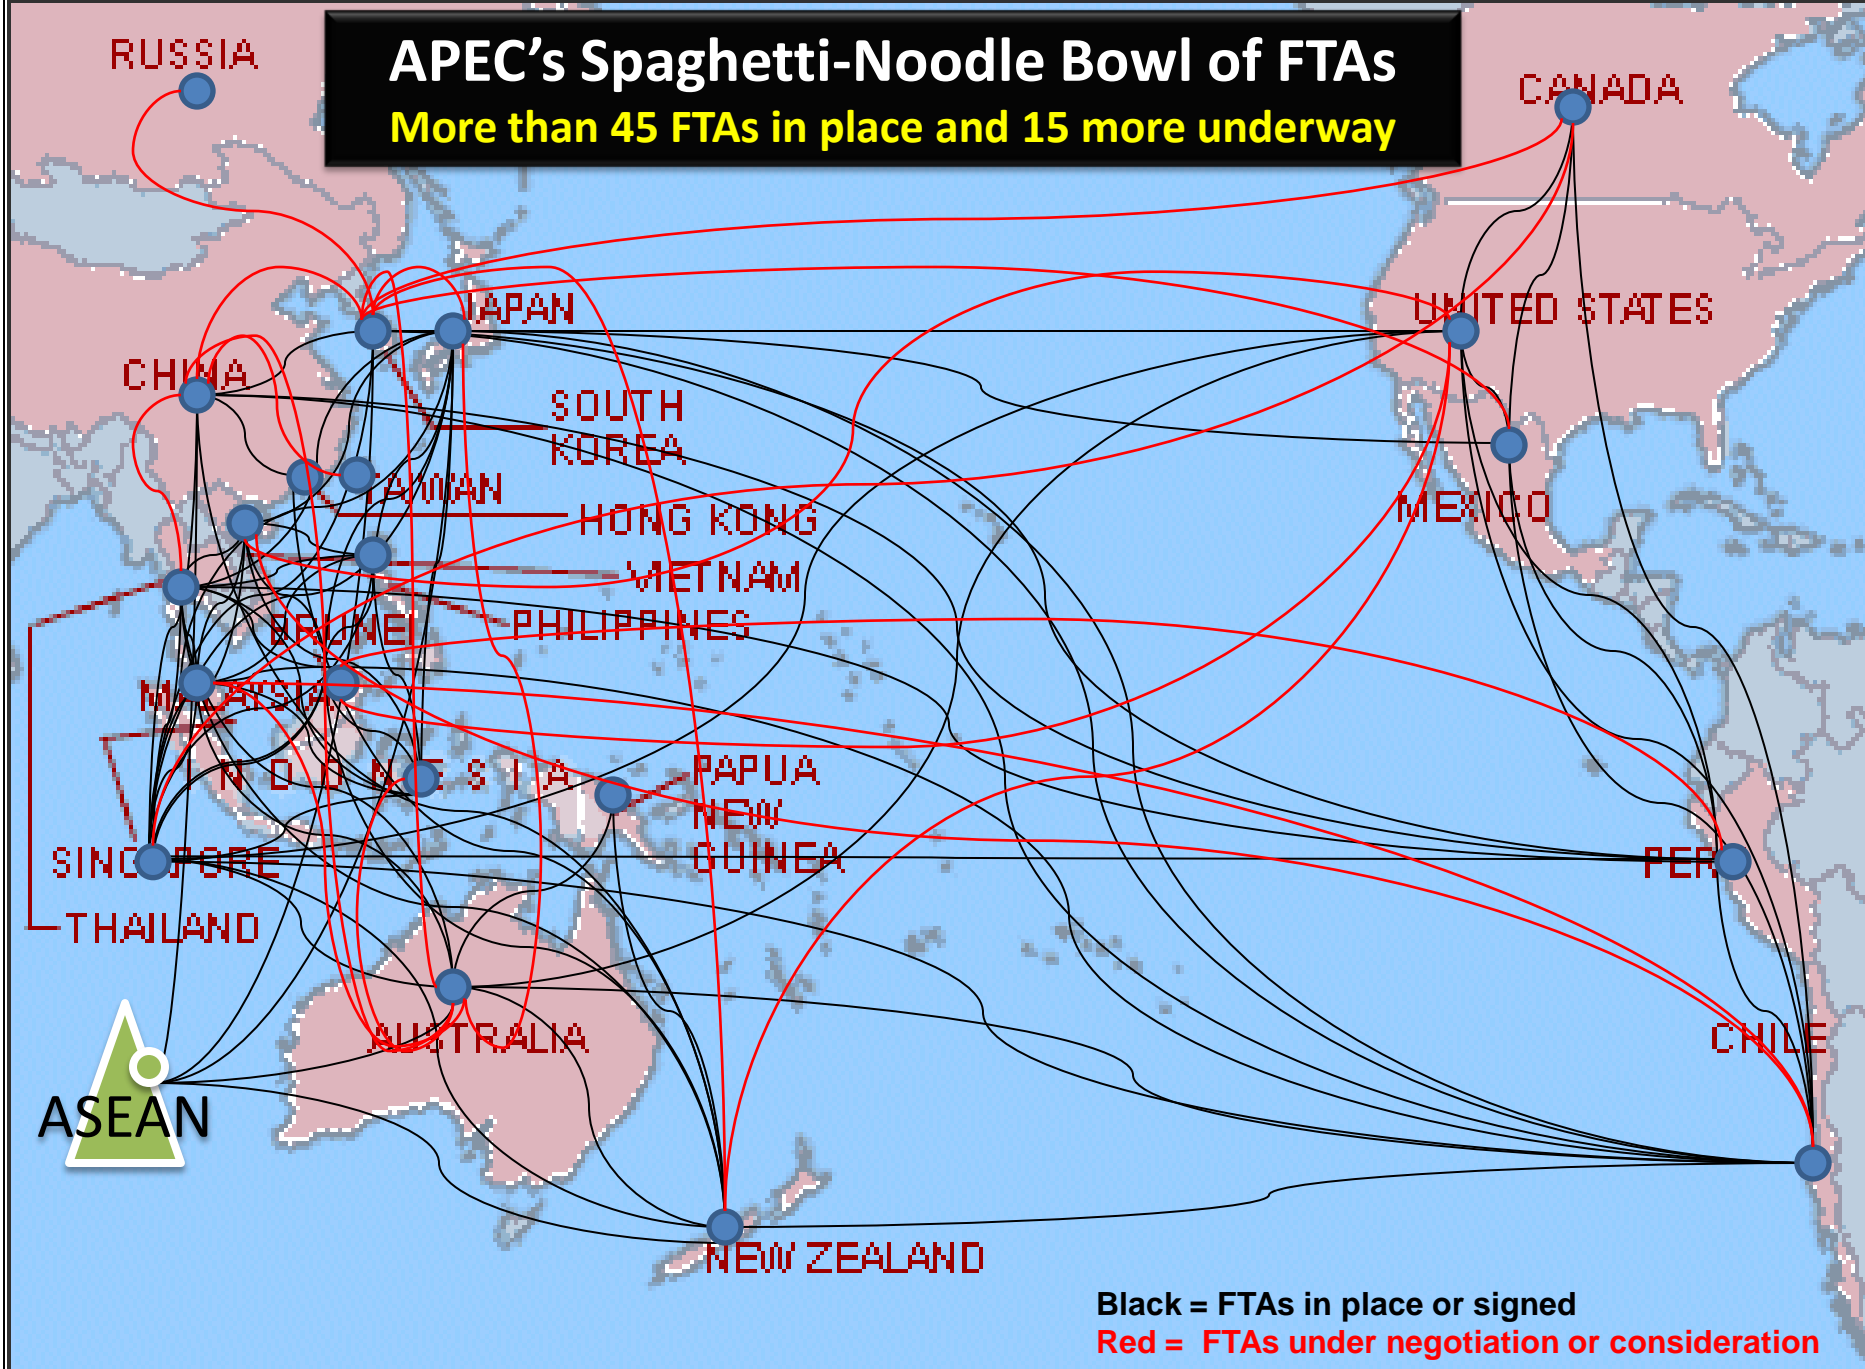 APEC’s Spaghetti-Noodle Bowl of FTAs
More than 45 FTAs in place and 15 more underway
RUSSIA
CANADA
JAPAN
UNITED STATES
CHINA
SOUTH
KOREA
TAIWAN
MEXICO
HONG KONG
VIETNAM
BRUNEI
PHILIPPINES
MALAYSIA
INDONESIA
PAPUA
NEW
GUINEA
SINGAPORE
PERU
THAILAND
AUSTRALIA
CHILE
ASEAN
NEW ZEALAND
Black = FTAs in place or signed
Red = FTAs under negotiation or consideration